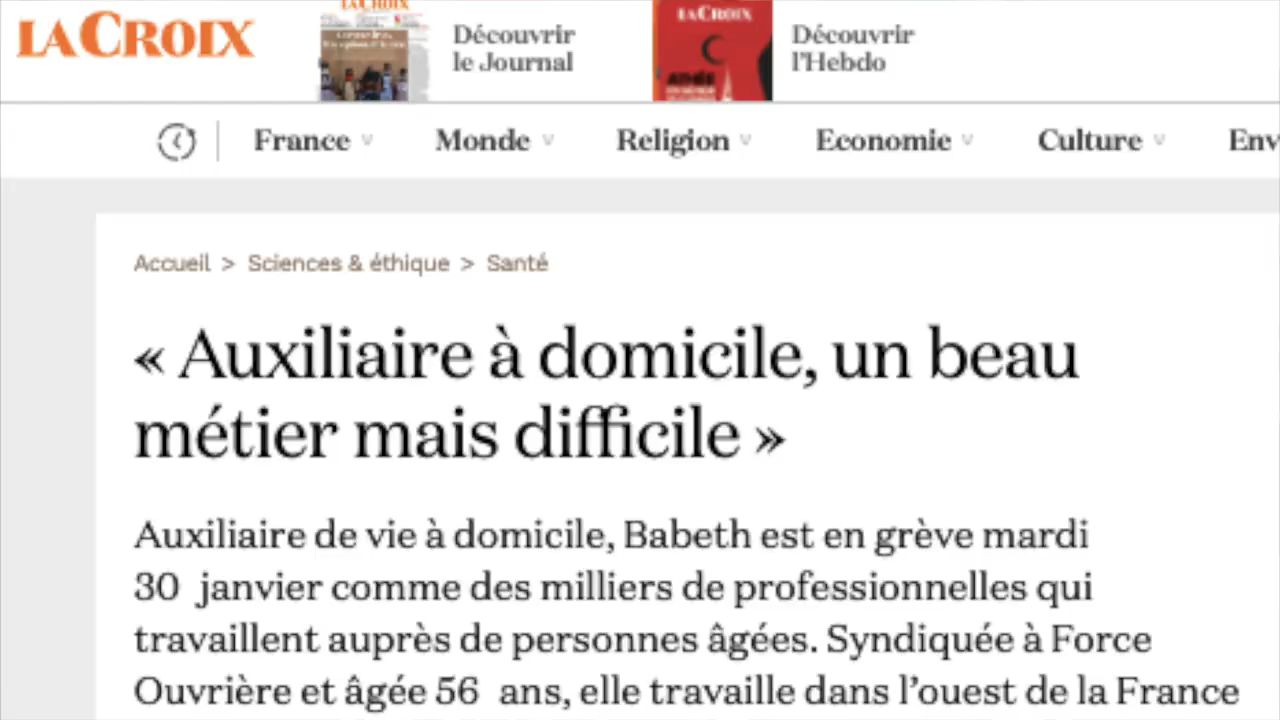 LA CROIX
LA CROIX
Découvrir
le Journal
LA CROIX
Découvrir
l'Hebdo
France
Monde
Religion
Economie
Culture
Env
Accueil > Sciences & éthique > Santé
« Auxiliaire à domicile, un beau
métier mais difficile »
Auxiliaire de vie à domicile, Babeth est en grève mardi
30 janvier comme des milliers de professionnelles qui
travaillent auprès de personnes âgées. Syndiquée à Force
Ouvrière et âgée 56 ans, elle travaille dans l'ouest de la France